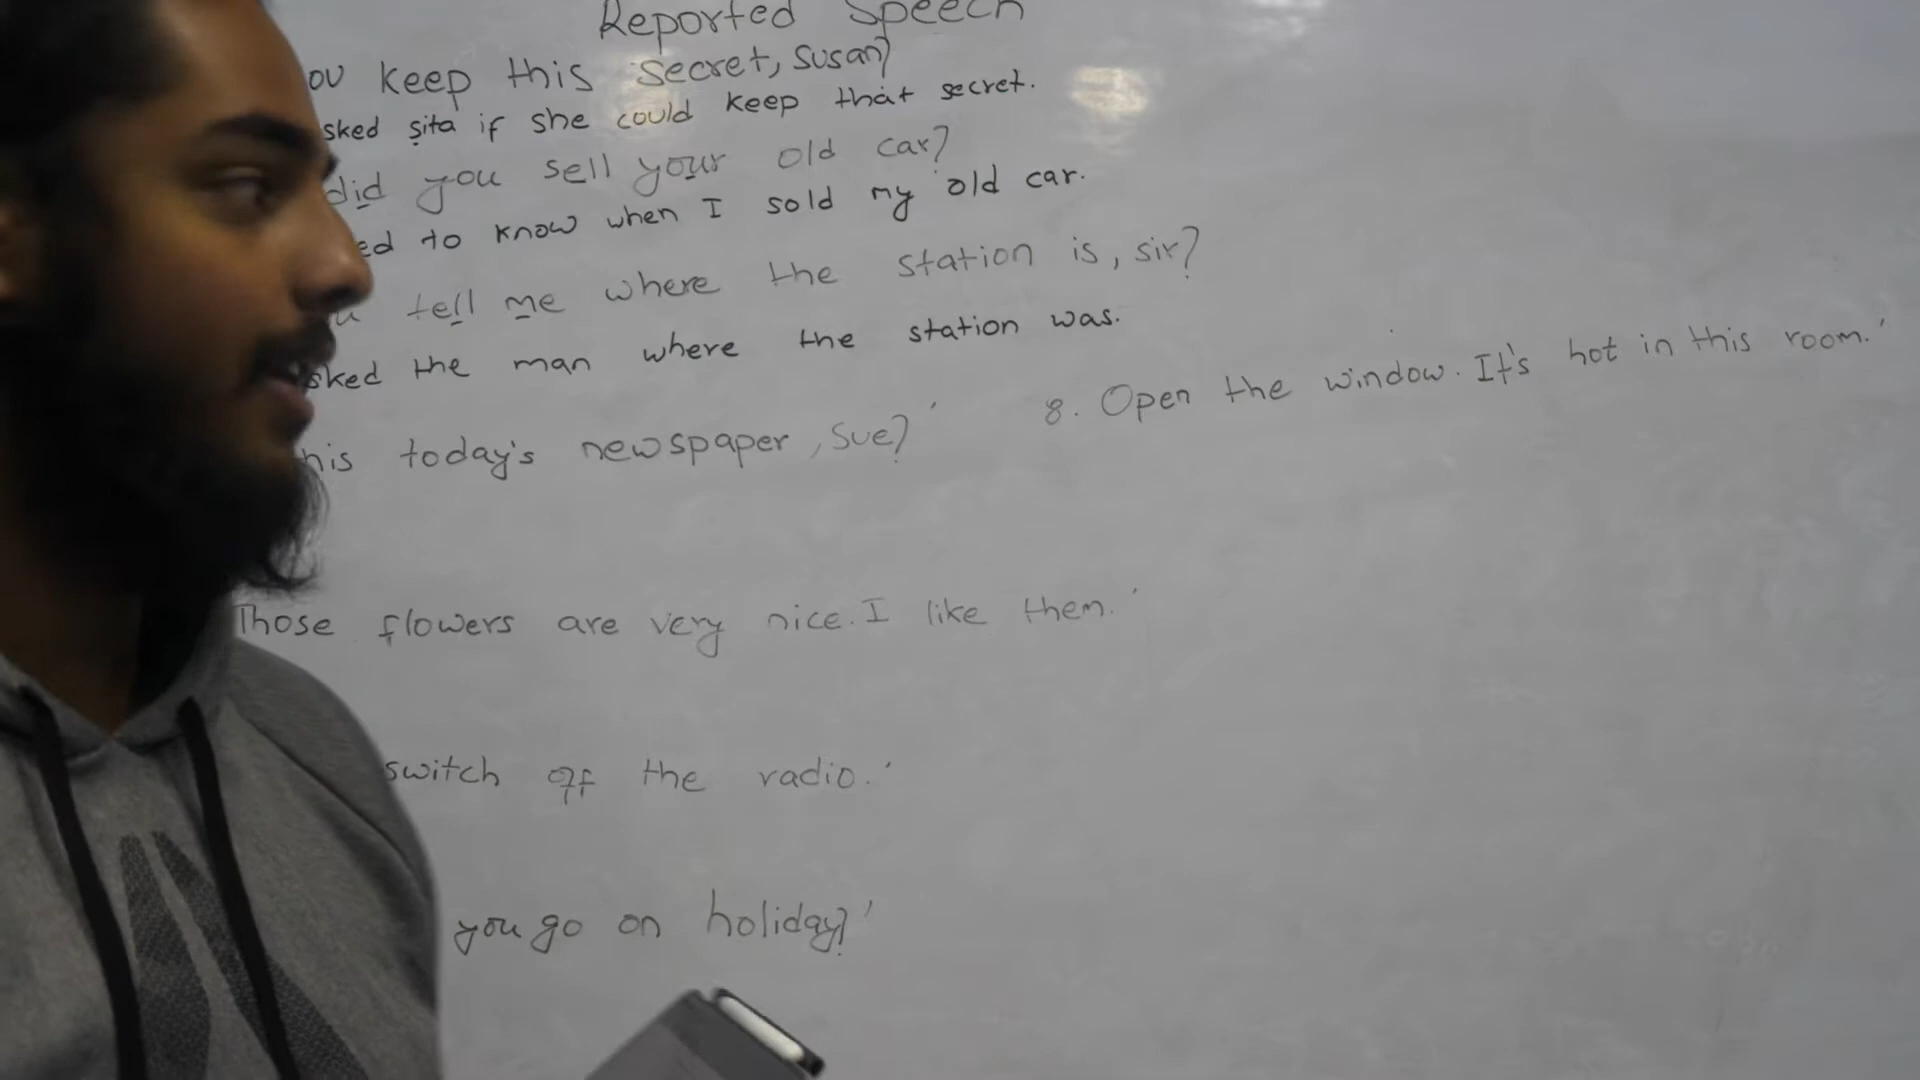 Reported Speech
ou keep this secret, Susan?
sked sita if she could keep that secret.
did you sell your old car?
ed to know when I sold my old car.
u tell me where the station is, sir?
sked the man where the station was.
his today's newspaper, Sue?'
8. Open the window. It's hot in this room.'
Those flowers are very nice. I like them.'
switch off the radio.'
you go on holiday?'